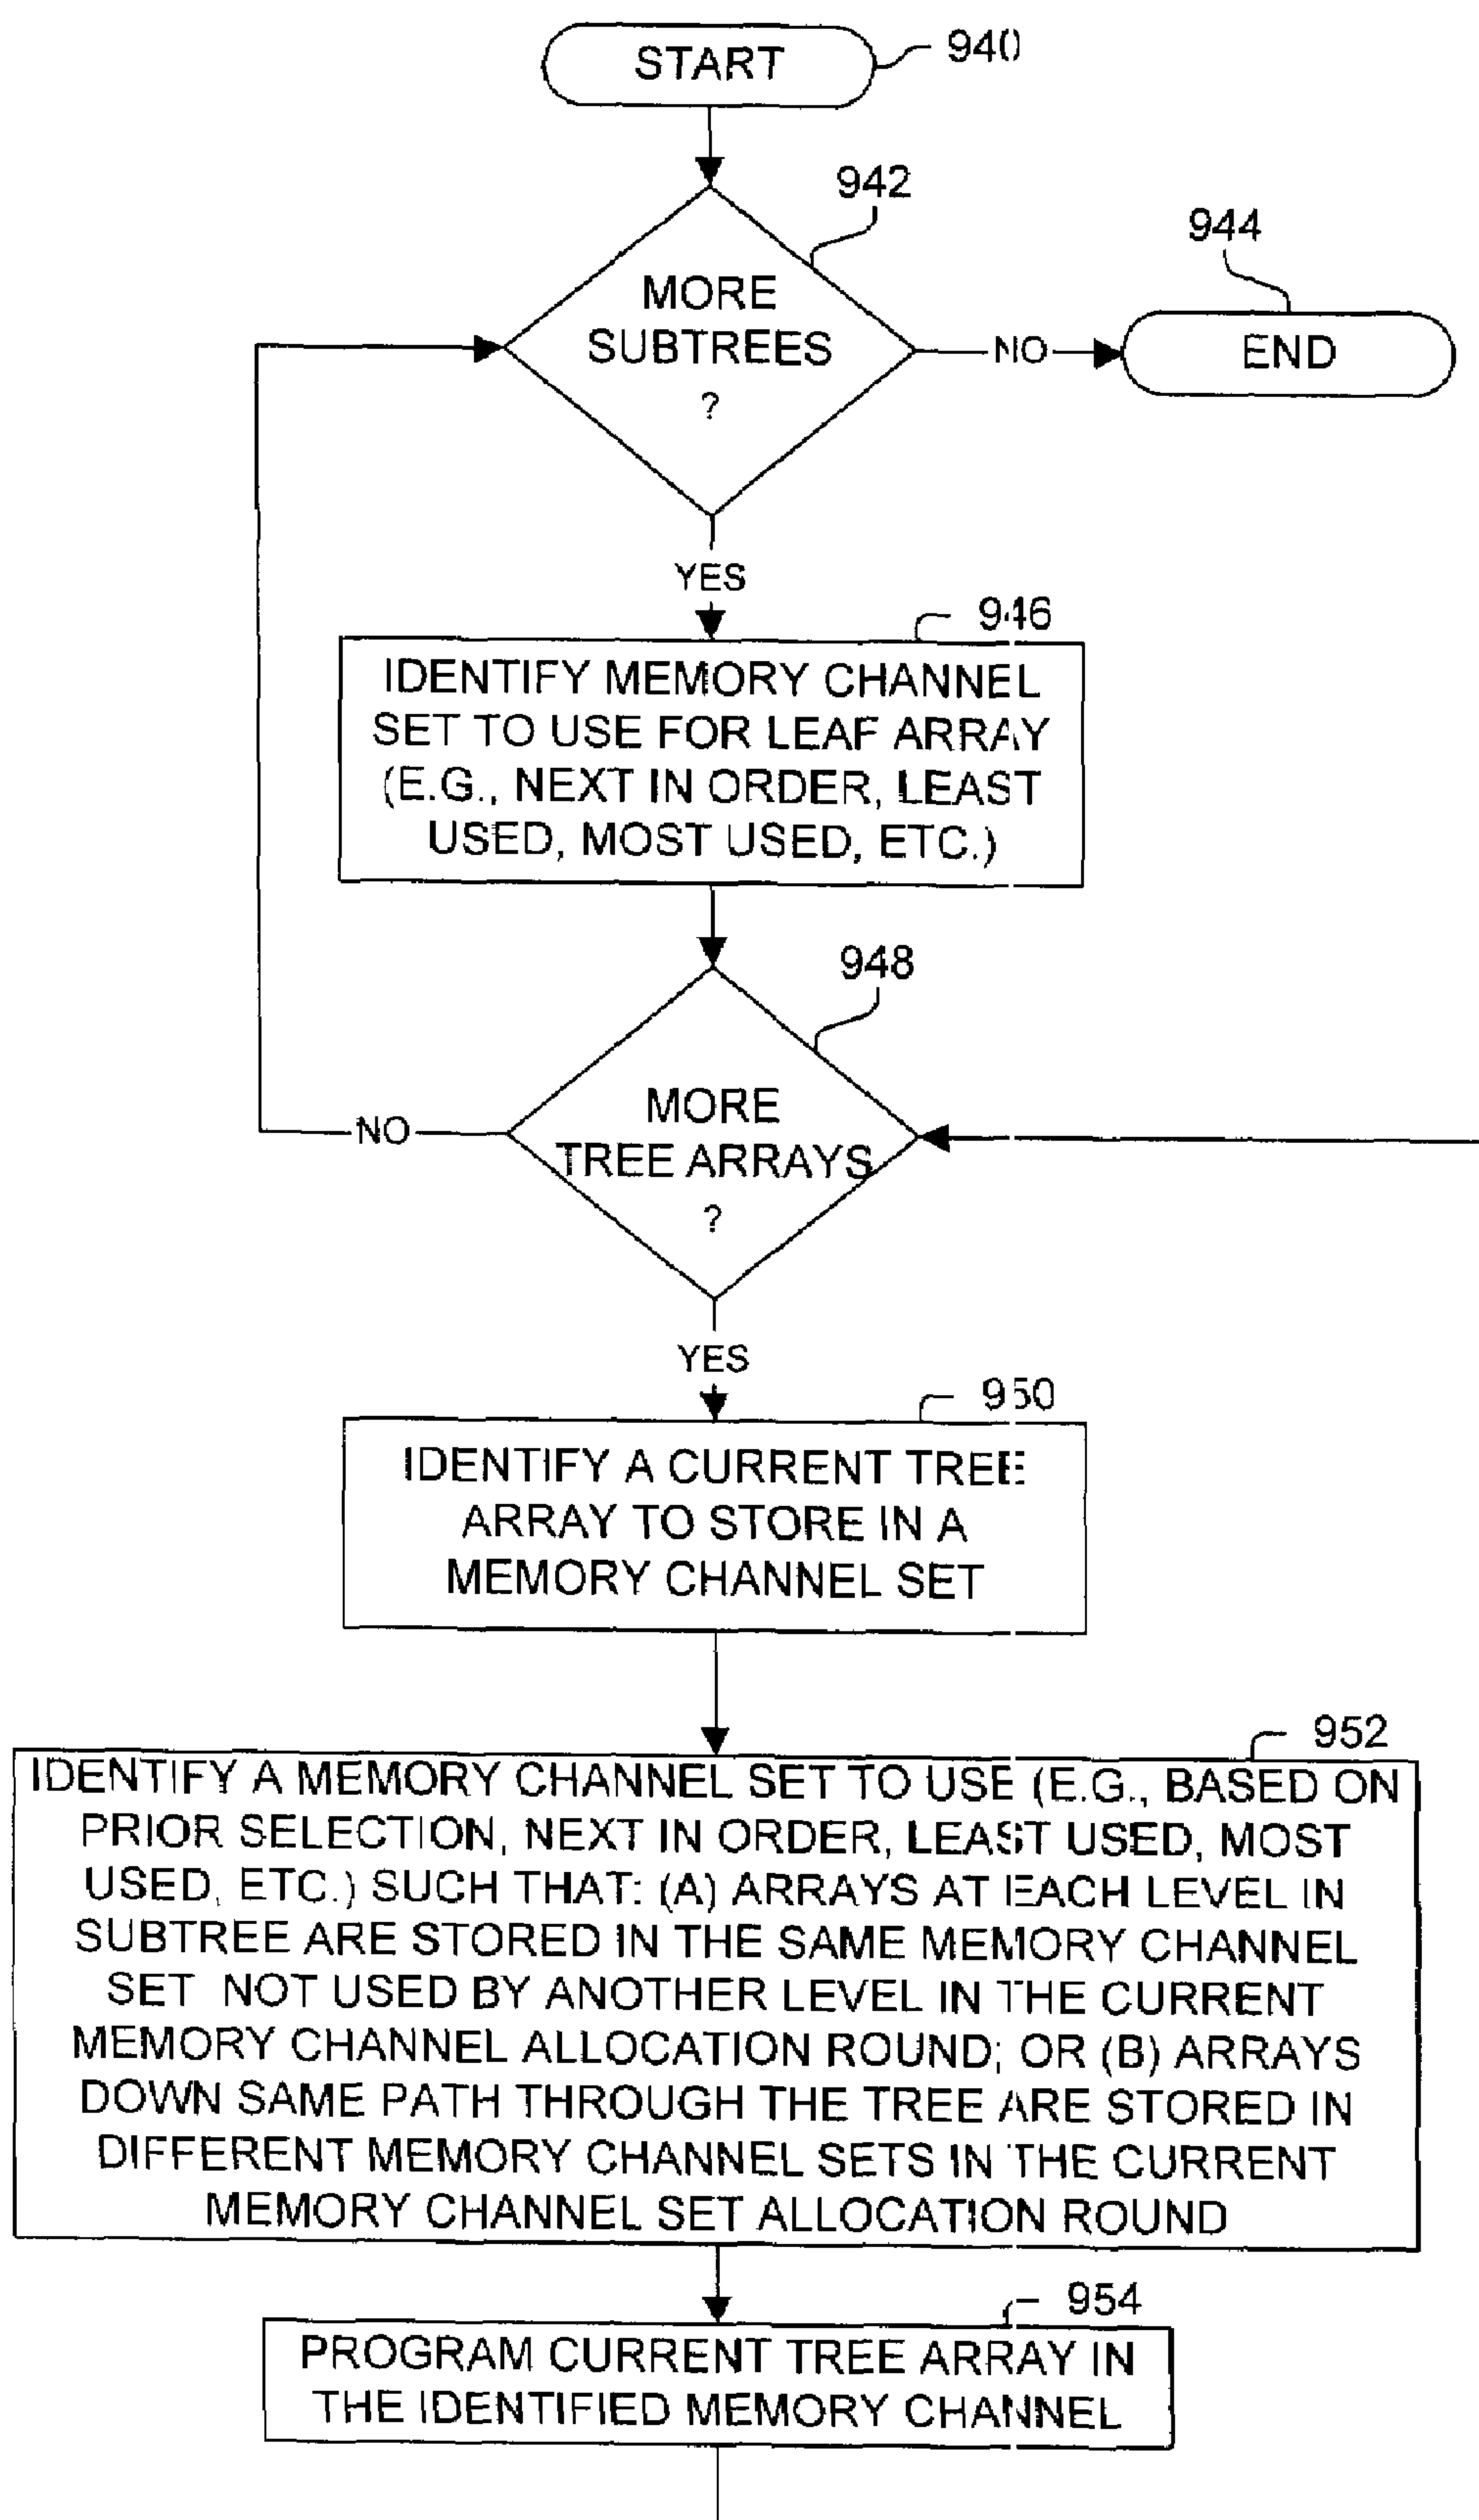 START
940
942
MORE
SUBTREES
?
944
NO
END
YES
946
IDENTIFY MEMORY CHANNEL
SET TO USE FOR LEAF ARRAY
(E.G., NEXT IN ORDER, LEAST
USED, MOST USED, ETC.)
948
MORE
TREE ARRAYS
?
NO
YES
950
IDENTIFY A CURRENT TREE
ARRAY TO STORE IN A
MEMORY CHANNEL SET
952
IDENTIFY A MEMORY CHANNEL SET TO USE (E.G., BASED ON
PRIOR SELECTION, NEXT IN ORDER, LEAST USED, MOST
USED, ETC.) SUCH THAT: (A) ARRAYS AT EACH LEVEL IN
SUBTREE ARE STORED IN THE SAME MEMORY CHANNEL
SET NOT USED BY ANOTHER LEVEL IN THE CURRENT
MEMORY CHANNEL ALLOCATION ROUND; OR (B) ARRAYS
DOWN SAME PATH THROUGH THE TREE ARE STORED IN
DIFFERENT MEMORY CHANNEL SETS IN THE CURRENT
MEMORY CHANNEL SET ALLOCATION ROUND
954
PROGRAM CURRENT TREE ARRAY IN
THE IDENTIFIED MEMORY CHANNEL